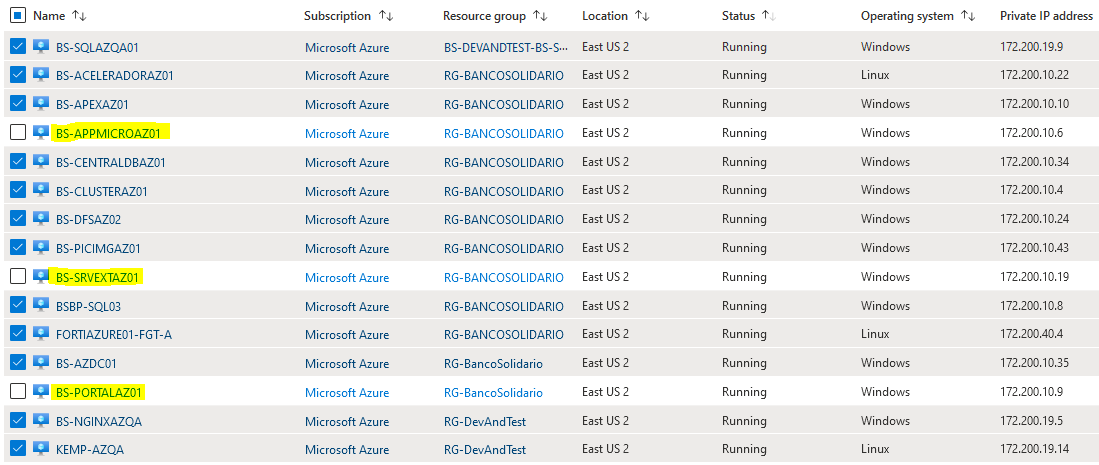 Name Subscription Resource group Location Status Operating system Private IP address
BS-SQLAZQA01 Microsoft Azure BS-DEVANDTEST-BS-S··· East US 2 Running Windows 172.200.19.9
BS-ACELERADORAZ01 Microsoft Azure RG-BANCOSOLIDARIO East US 2 Running Linux 172.200.10.22
BS-APEXAZ01 Microsoft Azure RG-BANCOSOLIDARIO East US 2 Running Windows 172.200.10.10
BS-APPMICROAZ01 Microsoft Azure RG-BANCOSOLIDARIO East US 2 Running Windows 172.200.10.6
BS-CENTRALDBAZ01 Microsoft Azure RG-BANCOSOLIDARIO East US 2 Running Windows 172.200.10.34
BS-CLUSTERAZ01 Microsoft Azure RG-BANCOSOLIDARIO East US 2 Running Windows 172.200.10.4
BS-DFSAZ02 Microsoft Azure RG-BANCOSOLIDARIO East US 2 Running Windows 172.200.10.24
BS-PICIMGAZ01 Microsoft Azure RG-BANCOSOLIDARIO East US 2 Running Windows 172.200.10.43
BS-SRVEXTAZ01 Microsoft Azure RG-BANCOSOLIDARIO East US 2 Running Windows 172.200.10.19
BSBP-SQL03 Microsoft Azure RG-BANCOSOLIDARIO East US 2 Running Windows 172.200.10.8
FORTIAZURE01-FGT-A Microsoft Azure RG-BANCOSOLIDARIO East US 2 Running Linux 172.200.40.4
BS-AZDC01 Microsoft Azure RG-BancoSolidario East US 2 Running Windows 172.200.10.35
BS-PORTALAZ01 Microsoft Azure RG-BancoSolidario East US 2 Running Windows 172.200.10.9
BS-NGINXAZQA Microsoft Azure RG-DevAndTest East US 2 Running Windows 172.200.19.5
KEMP-AZQA Microsoft Azure RG-DevAndTest East US 2 Running Linux 172.200.19.14